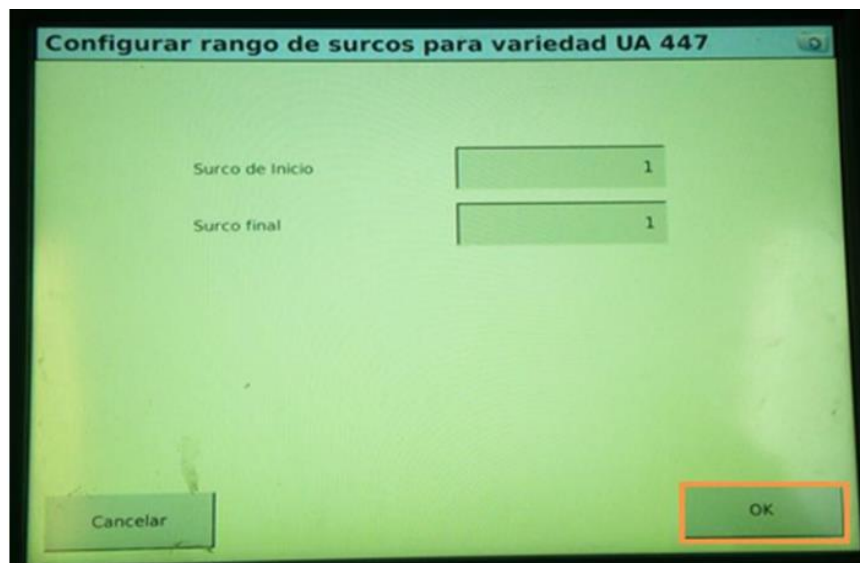 Configurar rango de surcos para variedad UA 447
Surco de Inicio 1
Surco final 1
Cancelar OK